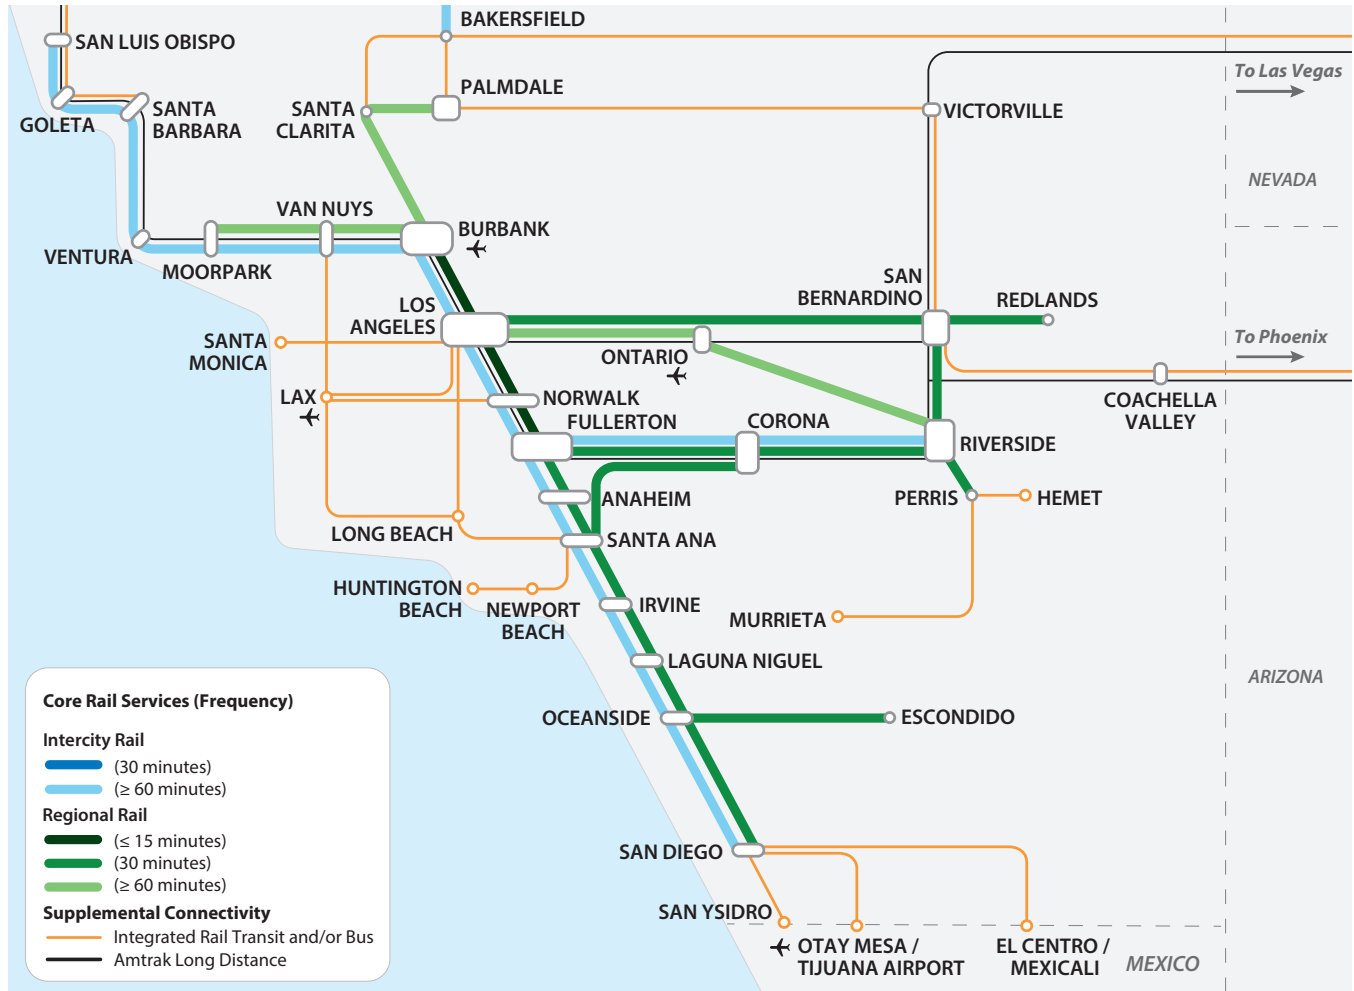 BAKERSFIELD
SAN LUIS OBISPO
To Las Vegas
PALMDALE
GOLETA
SANTA
BARBARA
SANTA
CLARITA
VICTORVILLE
NEVADA
VAN NUYS
BURBANK
VENTURA
MOORPARK
SAN
BERNARDINO
REDLANDS
LOS
ANGELES
SANTA
MONICA
ONTARIO
To Phoenix
LAX
NORWALK
COACHELLA
VALLEY
FULLERTON
CORONA
RIVERSIDE
ANAHEIM
PERRIS
HEMET
LONG BEACH
SANTA ANA
HUNTINGTON
BEACH
NEWPORT
BEACH
IRVINE
MURRIETA
LAGUNA NIGUEL
ARIZONA
OCEANSIDE
ESCONDIDO
SAN DIEGO
SAN YSIDRO
OTAY MESA /
TIJUANA AIRPORT
EL CENTRO /
MEXICALI
MEXICO
Core Rail Services (Frequency)
Intercity Rail
(30 minutes)
(≥ 60 minutes)
Regional Rail
(≤ 15 minutes)
(30 minutes)
(≥ 60 minutes)
Supplemental Connectivity
Integrated Rail Transit and/or Bus
Amtrak Long Distance